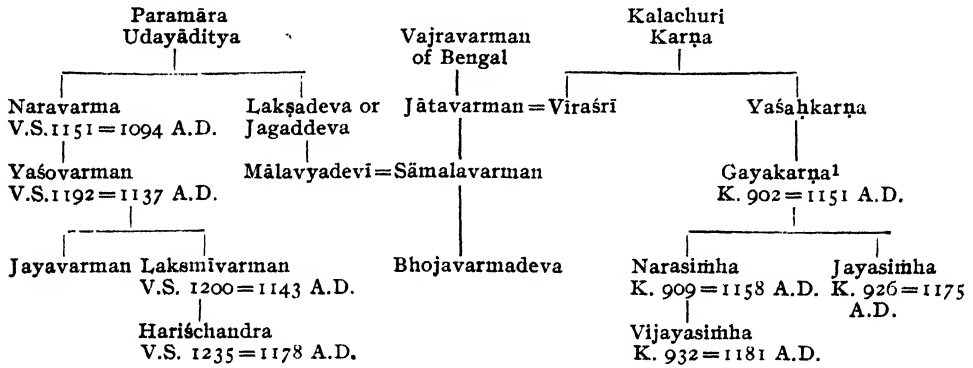 Paramāra
Udayāditya
Vajravarman
of Bengal
Kalachuri
Karṇa
Naravarma
V.S.1151=1094 A.D.
Lakṣadeva or
Jagaddeva
Jātavarman=Vīraśrī
Yaśaḥkarṇa
Yaśovarman
V.S.1192=1137 A.D.
Mālavyadevī=Sāmalavarman
Gayakarṇa1
K. 902=1151 A.D.
Jayavarman
Laksmīvarman
V.S. 1200=1143 A.D.
Bhojavarmadeva
Narasiṁha
K. 909=1158 A.D.
Jayasiṁha
K. 926=1175
A.D.
Hariśchandra
V.S. 1235=1178 A.D.
Vijayasiṁha
K. 932=1181 A.D.